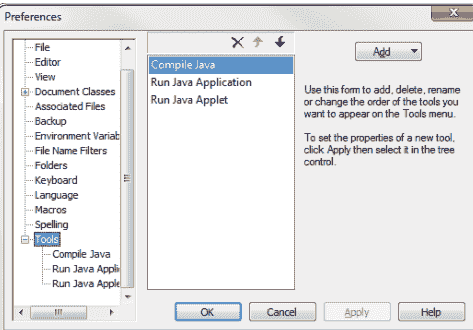 Preferences
File
Editor
View
Document Classes
Associated Files
Backup
Environment Variab
File Name Filters
Folders
Keyboard
Language
Macros
Spelling
Tools
Compile Java
Run Java Appli
Run Java Apple
Compile Java
Run Java Application
Run Java Applet
Add
Use this form to add, delete, rename
or change the order of the tools you
want to appear on the Tools menu.
To set the properties of a new tool,
click Apply then select it in the tree
control.
OK
Cancel
Apply
Help